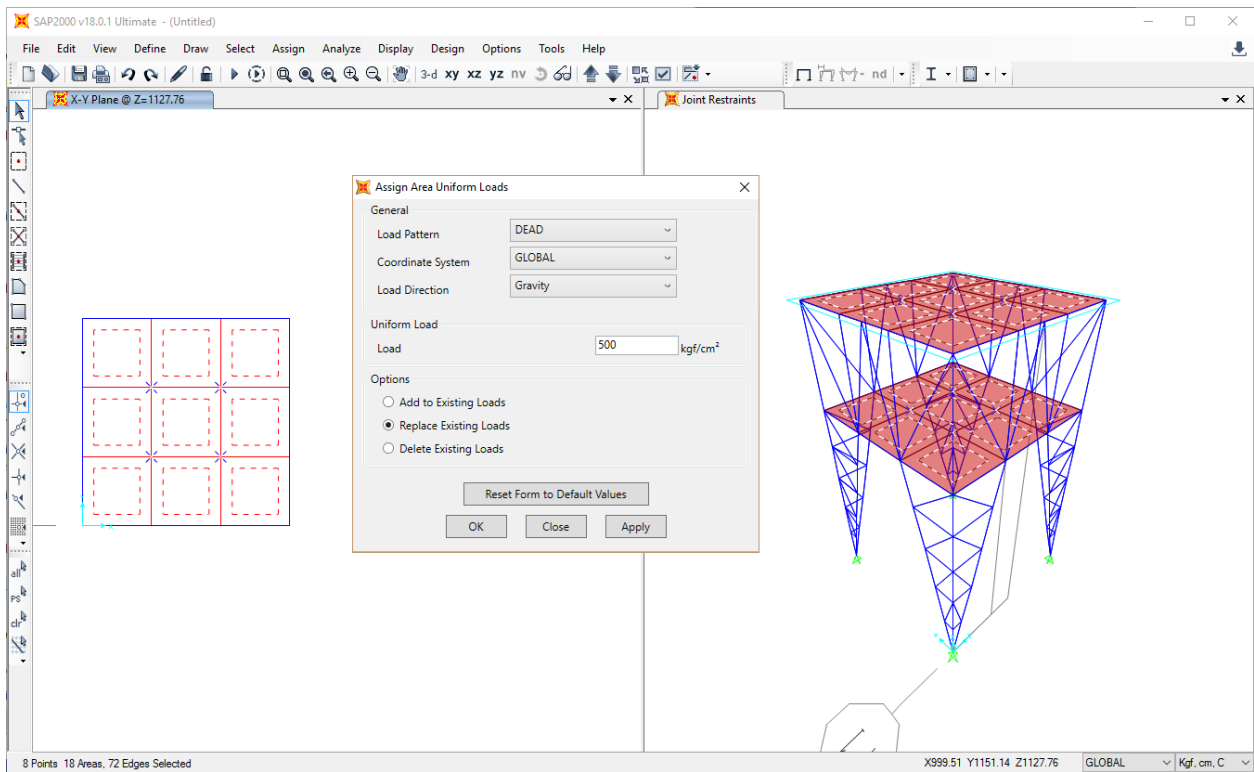 SAP2000 v18.0.1 Ultimate - (Untitled)
File Edit View Define Draw Select Assign Analyze Display Design Options Tools Help
3-d xy xz yz nv nd
X-Y Plane @ Z=1127.76
Joint Restraints
Assign Area Uniform Loads
General
Load Pattern DEAD
Coordinate System GLOBAL
Load Direction Gravity
Uniform Load
Load 500 kgf/cm²
Options
Add to Existing Loads
Replace Existing Loads
Delete Existing Loads
Reset Form to Default Values
OK Close Apply
all
PS
clr
8 Points 18 Areas, 72 Edges Selected
X999.51 Y1151.14 Z1127.76 GLOBAL Kgf, cm, C